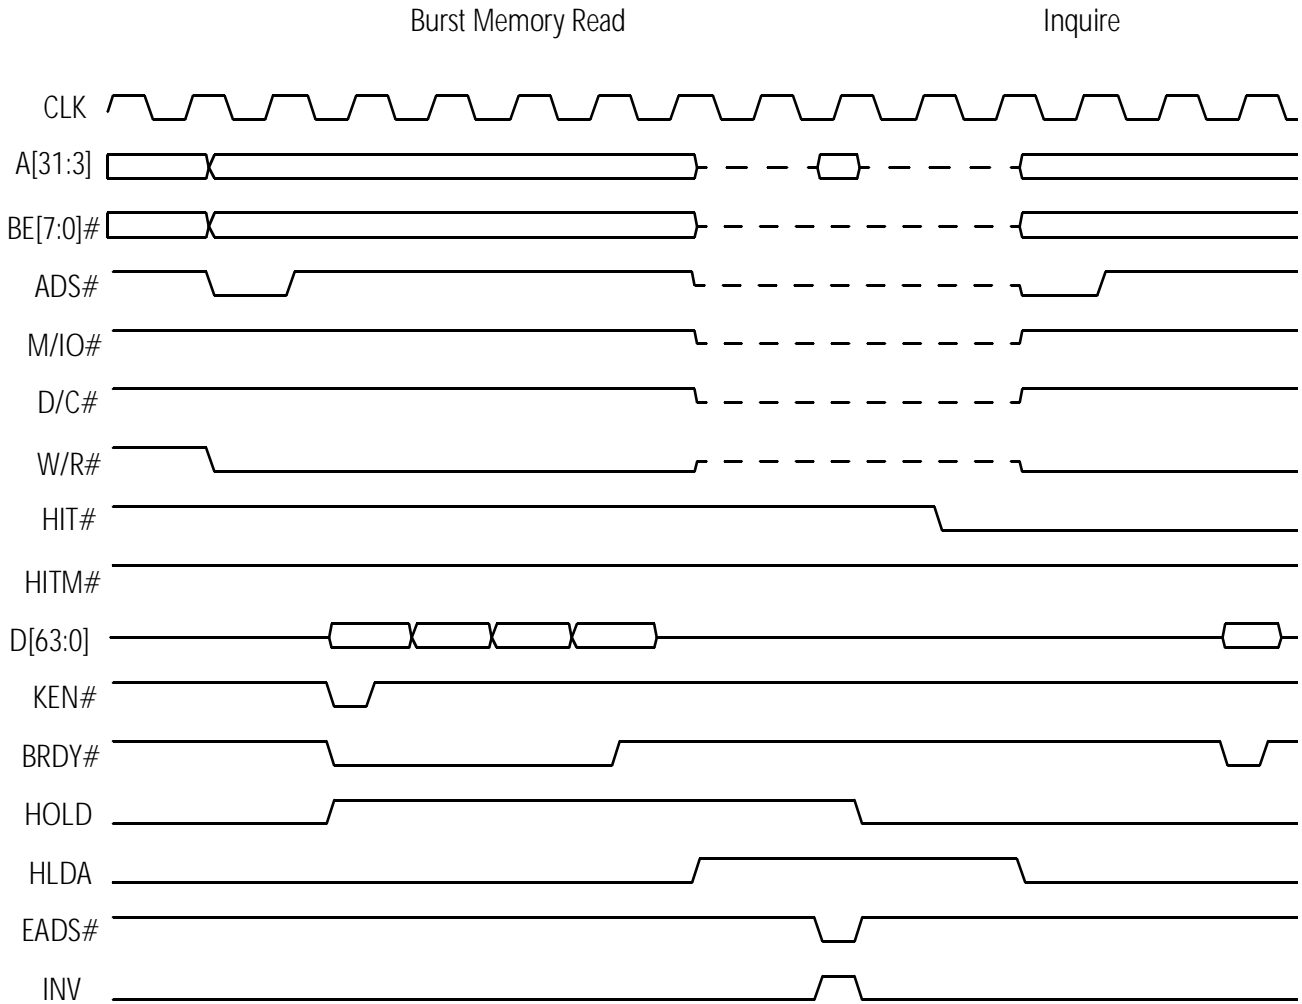 Burst Memory Read Inquire
CLK
A[31:3]
BE[7:0]#
ADS#
M/IO#
D/C#
W/R#
HIT#
HITM#
D[63:0]
KEN#
BRDY#
HOLD
HLDA
EADS#
INV